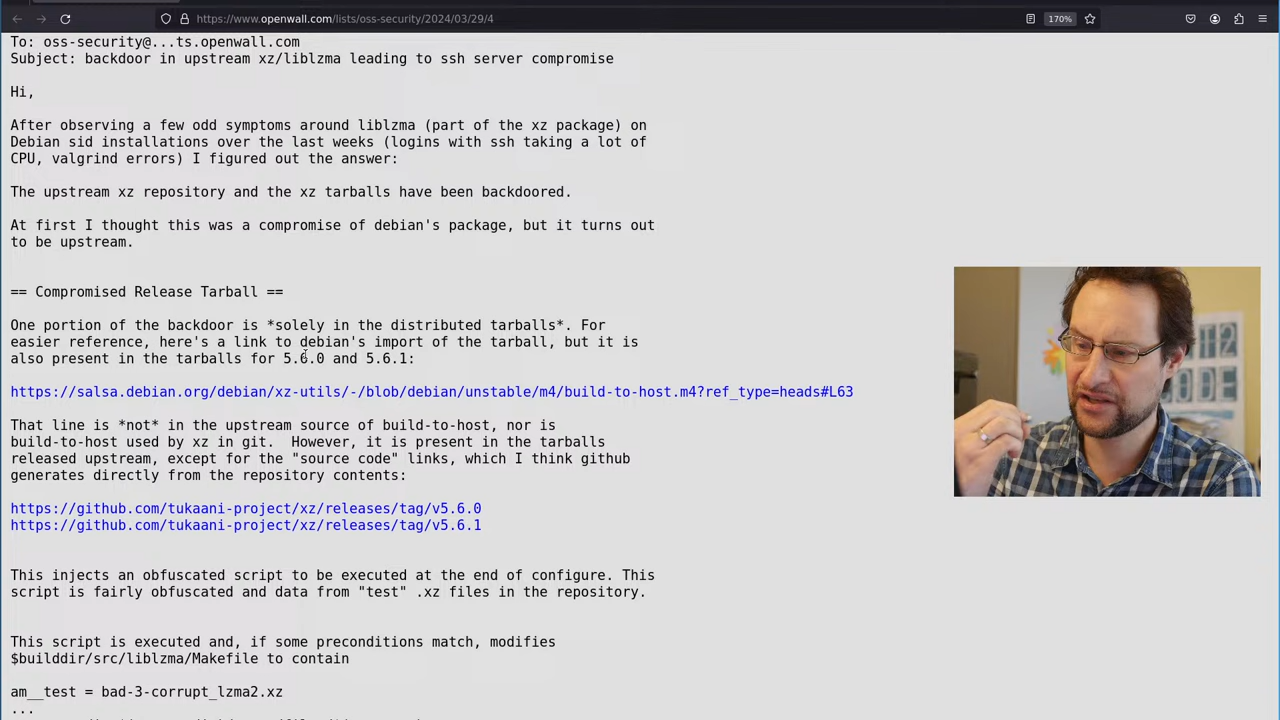 https://www.openwall.com/lists/oss-security/2024/03/29/4
170%
To: oss-security@...ts.openwall.com
Subject: backdoor in upstream xz/liblzma leading to ssh server compromise
Hi,
After observing a few odd symptoms around liblzma (part of the xz package) on
Debian sid installations over the last weeks (logins with ssh taking a lot of
CPU, valgrind errors) I figured out the answer:
The upstream xz repository and the xz tarballs have been backdoored.
At first I thought this was a compromise of debian's package, but it turns out
to be upstream.
== Compromised Release Tarball ==
One portion of the backdoor is *solely in the distributed tarballs*. For
easier reference, here's a link to debian's import of the tarball, but it is
also present in the tarballs for 5.6.0 and 5.6.1:
https://salsa.debian.org/debian/xz-utils/-/blob/debian/unstable/m4/build-to-host.m4?ref_type=heads#L63
That line is *not* in the upstream source of build-to-host, nor is
build-to-host used by xz in git.  However, it is present in the tarballs
released upstream, except for the "source code" links, which I think github
generates directly from the repository contents:
https://github.com/tukaani-project/xz/releases/tag/v5.6.0
https://github.com/tukaani-project/xz/releases/tag/v5.6.1
This injects an obfuscated script to be executed at the end of configure. This
script is fairly obfuscated and data from "test" .xz files in the repository.
This script is executed and, if some preconditions match, modifies
$builddir/src/liblzma/Makefile to contain
am__test = bad-3-corrupt_lzma2.xz
...